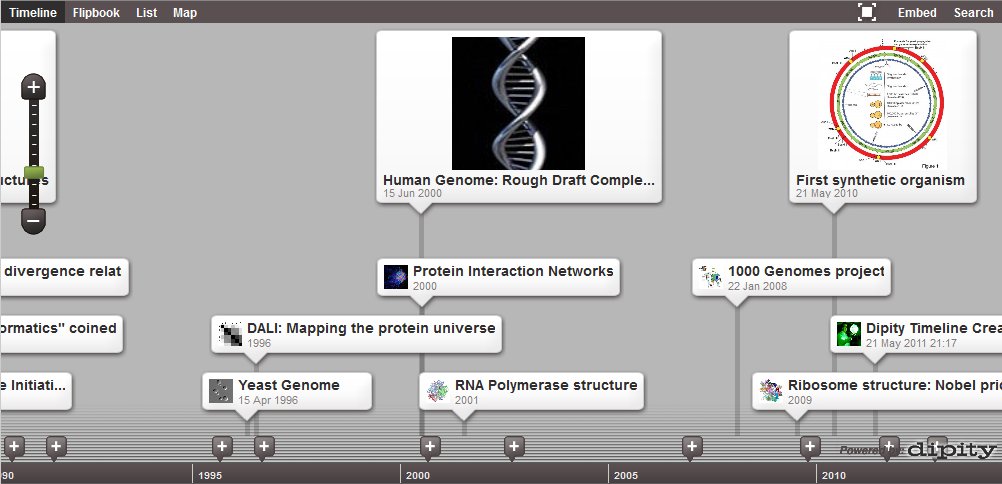 Timeline Flipbook List Map Embed Search
Human Genome: Rough Draft Comple...
15 Jun 2000
First synthetic organism
21 May 2010
Figure 1
divergence relat
Protein Interaction Networks
2000
1000 Genomes project
22 Jan 2008
"ormatics" coined
DALI: Mapping the protein universe
1996
Dipity Timeline Crea
21 May 2011 21:17
e Initiati...
Yeast Genome
15 Apr 1996
RNA Polymerase structure
2001
Ribosome structure: Nobel priz
2009
Powered by dipity
90 1995 2000 2005 2010